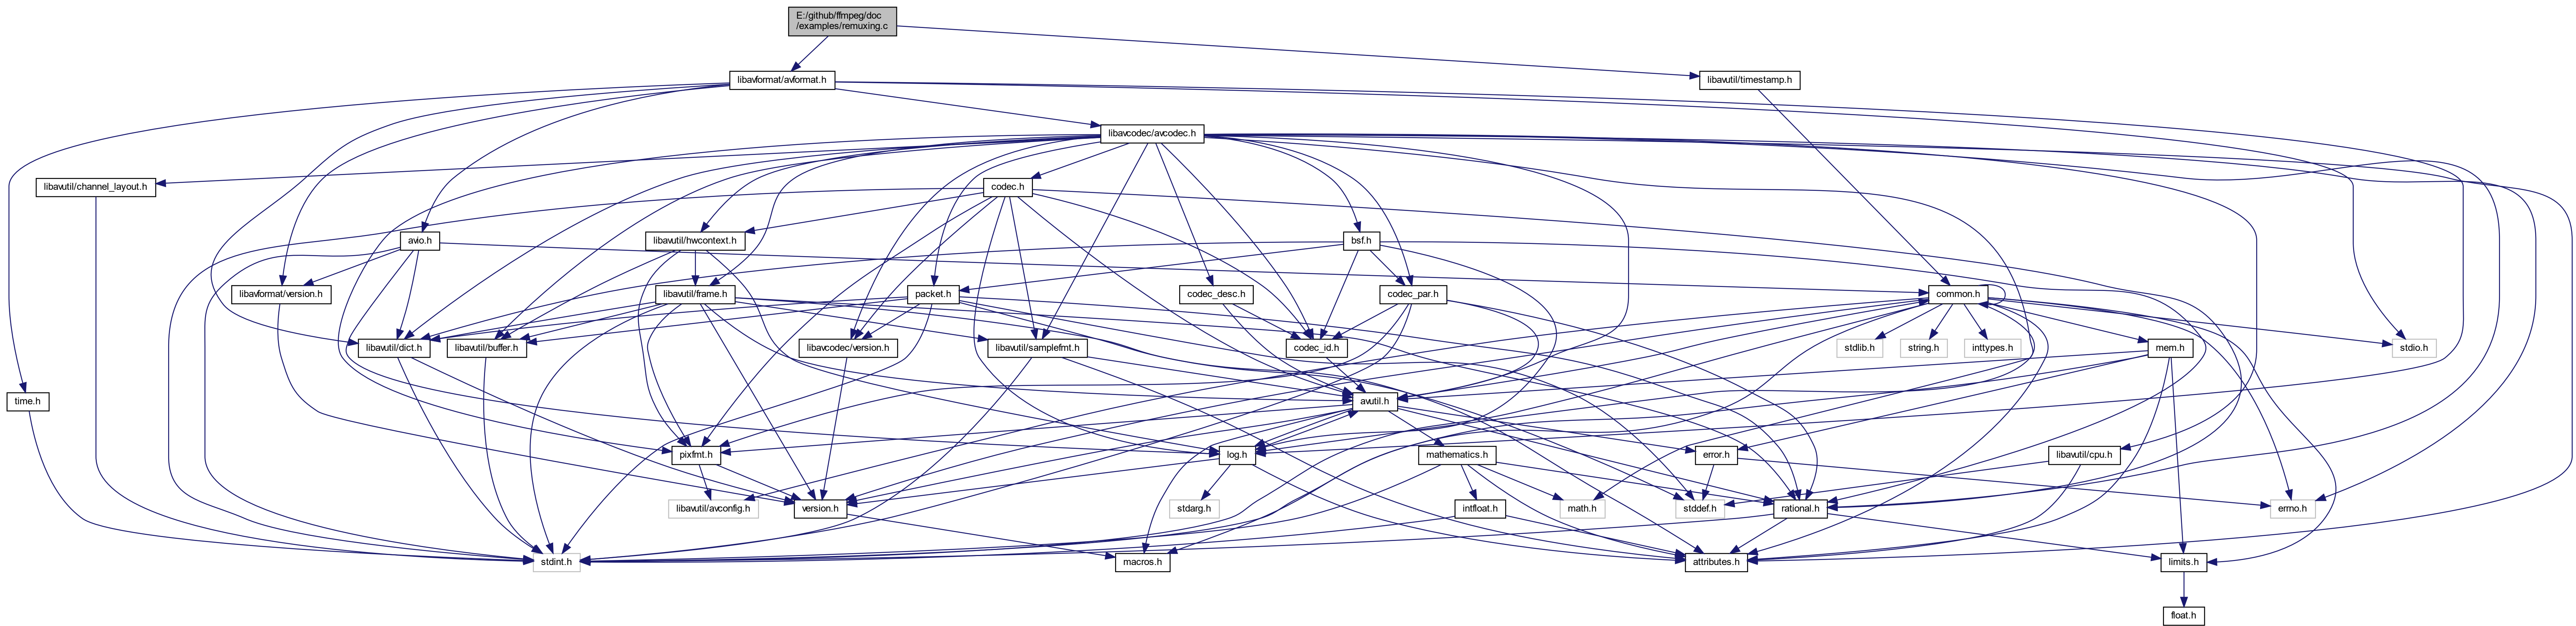 E:/github/ffmpeg/doc
/examples/remuxing.c
libavformat/avformat.h
libavutil/timestamp.h
libavcodec/avcodec.h
libavutil/channel_layout.h
codec.h
avio.h
libavutil/hwcontext.h
bsf.h
libavformat/version.h
libavutil/frame.h
packet.h
codec_desc.h
codec_par.h
common.h
libavutil/dict.h
libavutil/buffer.h
libavcodec/version.h
libavutil/samplefmt.h
codec_id.h
stdlib.h
string.h
inttypes.h
mem.h
stdio.h
time.h
avutil.h
pixfmt.h
log.h
mathematics.h
error.h
libavutil/cpu.h
libavutil/avconfig.h
version.h
stdarg.h
intfloat.h
math.h
stddef.h
rational.h
errno.h
stdint.h
macros.h
attributes.h
limits.h
float.h